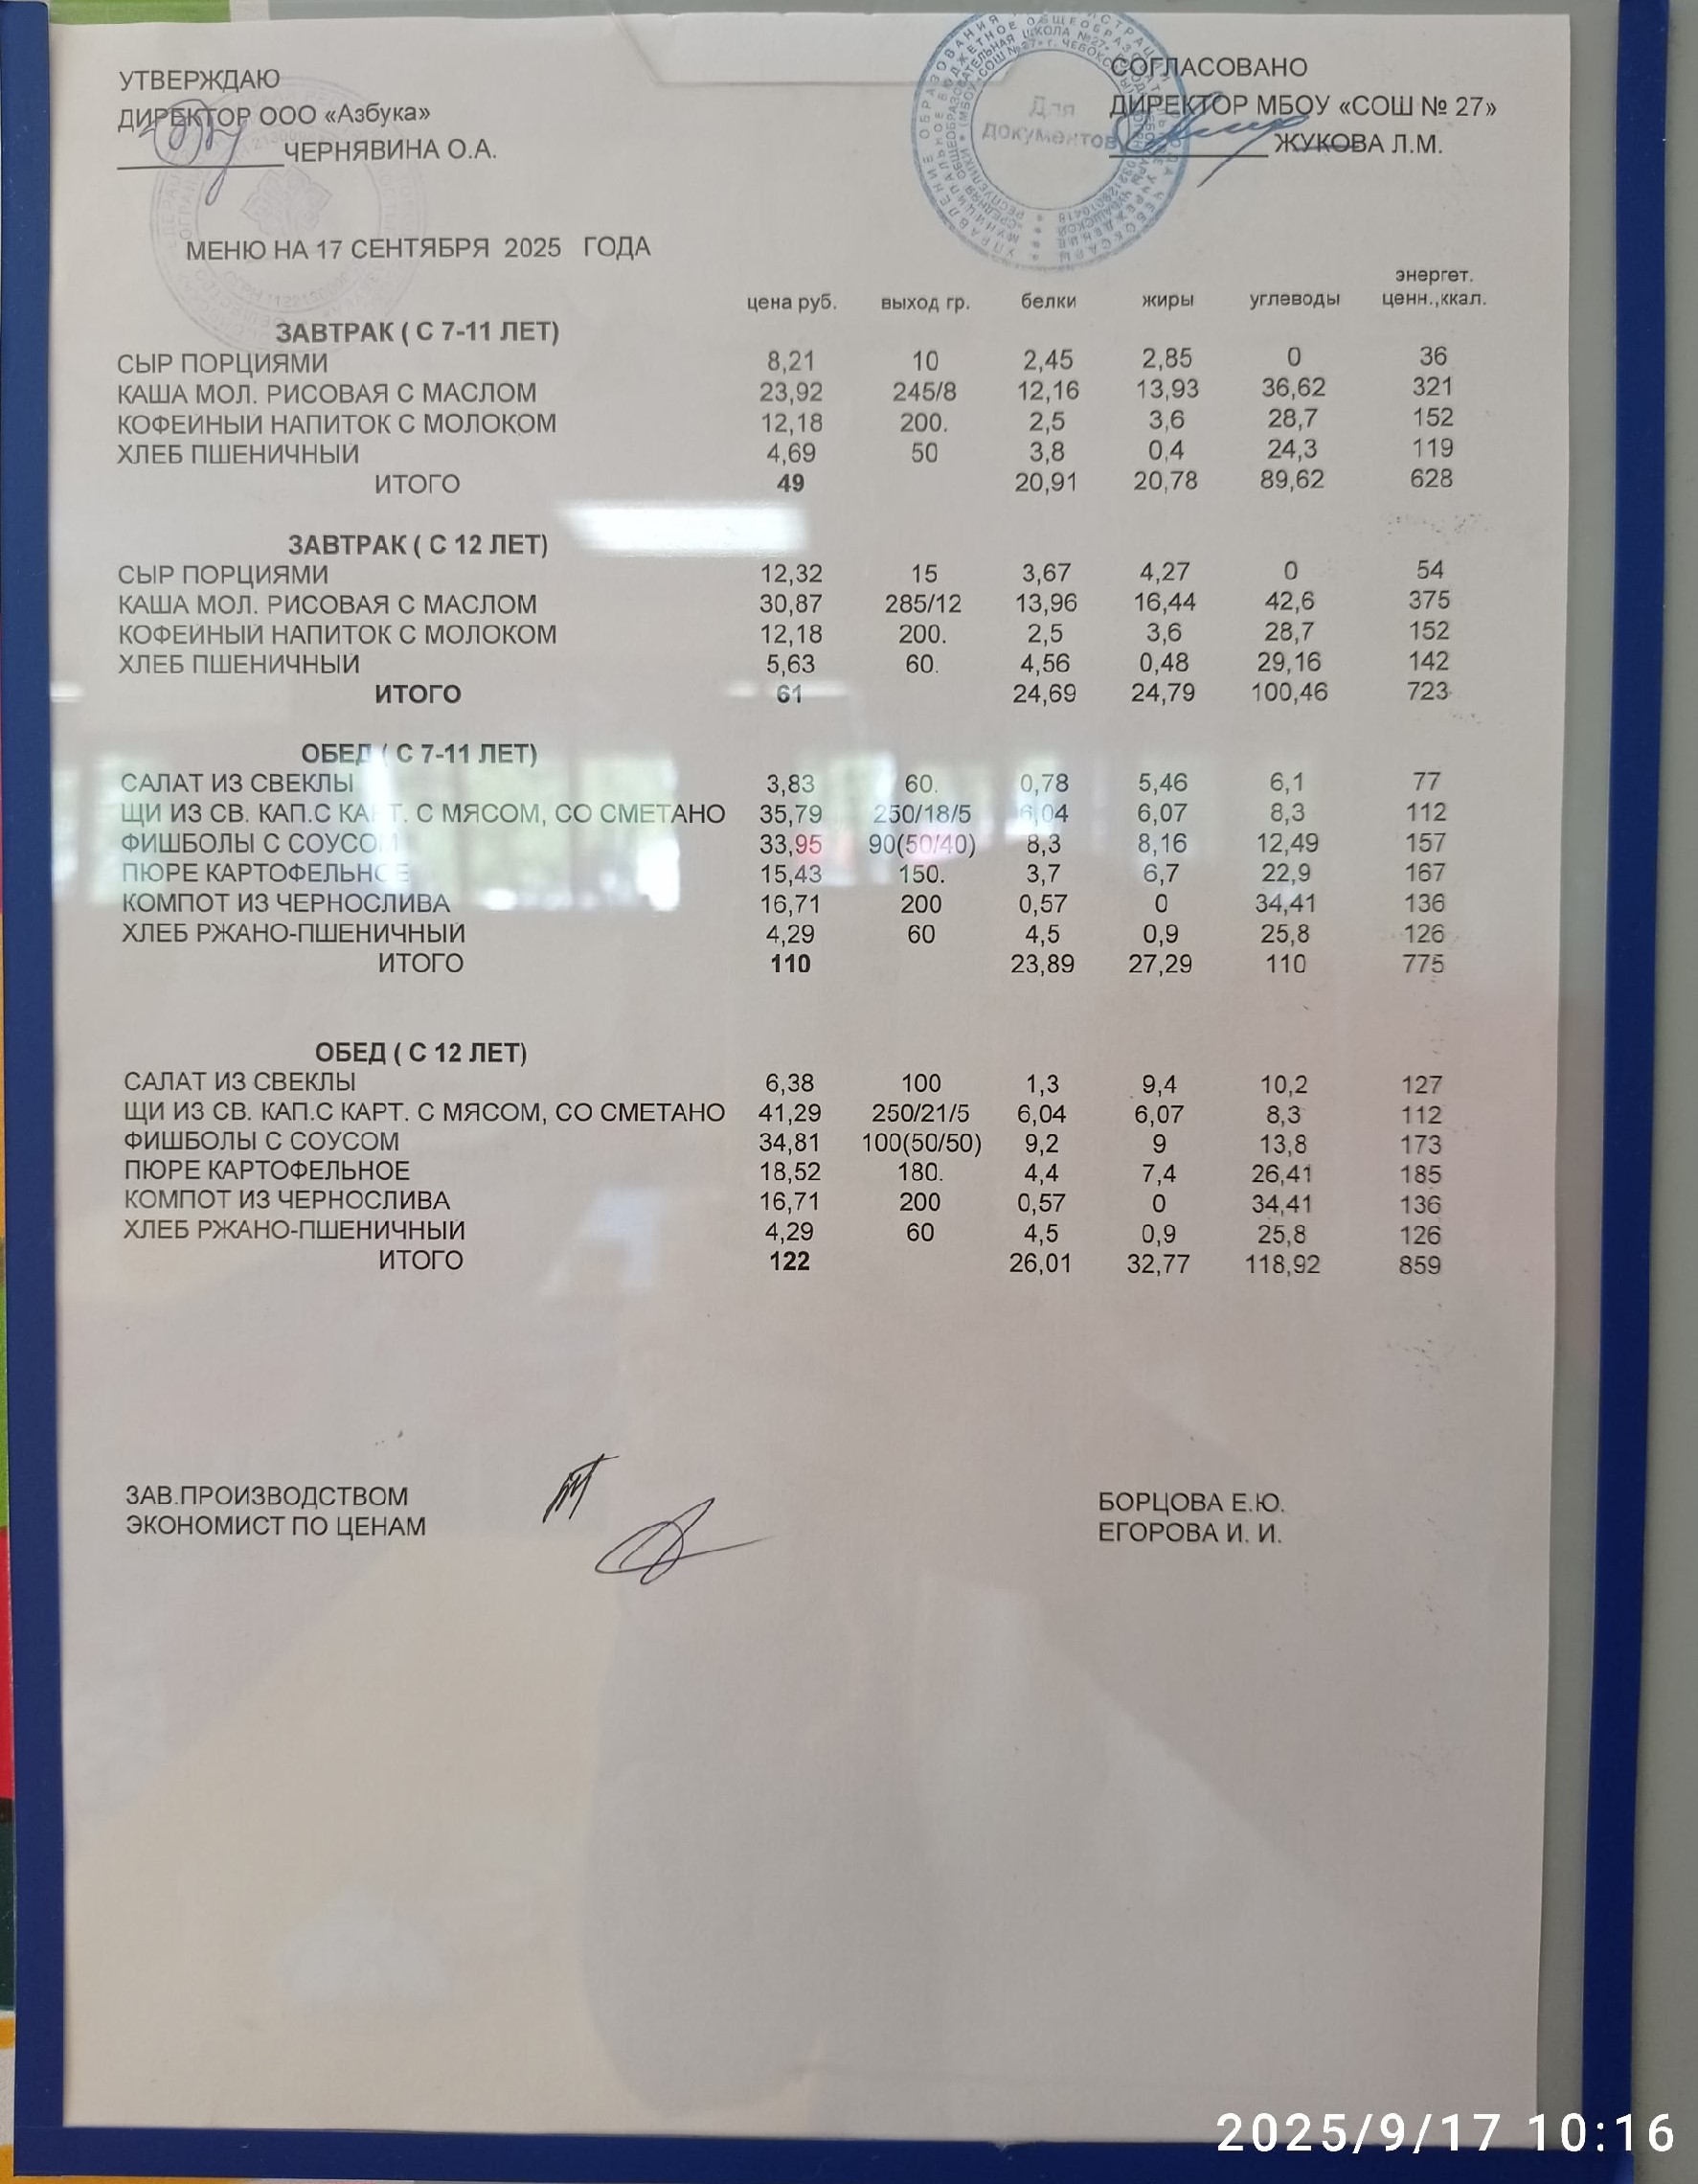 УТВЕРЖДАЮ
ДИРЕКТОР ООО «Азбука»
ЧЕРНЯВИНА О.А.
СОГЛАСОВАНО
ДИРЕКТОР МБОУ «СОШ № 27»
ЖУКОВА Л.М.
Для
документов
МЕНЮ НА 17 СЕНТЯБРЯ 2025 ГОДА
цена руб. выход гр. белки жиры углеводы энергет. ценн.,ккал.
ЗАВТРАК ( С 7-11 ЛЕТ)
СЫР ПОРЦИЯМИ 8,21 10 2,45 2,85 0 36
КАША МОЛ. РИСОВАЯ С МАСЛОМ 23,92 245/8 12,16 13,93 36,62 321
КОФЕЙНЫЙ НАПИТОК С МОЛОКОМ 12,18 200. 2,5 3,6 28,7 152
ХЛЕБ ПШЕНИЧНЫЙ 4,69 50 3,8 0,4 24,3 119
ИТОГО 49 20,91 20,78 89,62 628
ЗАВТРАК ( С 12 ЛЕТ)
СЫР ПОРЦИЯМИ 12,32 15 3,67 4,27 0 54
КАША МОЛ. РИСОВАЯ С МАСЛОМ 30,87 285/12 13,96 16,44 42,6 375
КОФЕЙНЫЙ НАПИТОК С МОЛОКОМ 12,18 200. 2,5 3,6 28,7 152
ХЛЕБ ПШЕНИЧНЫЙ 5,63 60. 4,56 0,48 29,16 142
ИТОГО 61 24,69 24,79 100,46 723
ОБЕД ( С 7-11 ЛЕТ)
САЛАТ ИЗ СВЕКЛЫ 3,83 60. 0,78 5,46 6,1 77
ЩИ ИЗ СВ. КАП.С КАРТ. С МЯСОМ, СО СМЕТАНО 35,79 250/18/5 6,04 6,07 8,3 112
ФИШБОЛЫ С СОУСОМ 33,95 90(50/40) 8,3 8,16 12,49 157
ПЮРЕ КАРТОФЕЛЬНОЕ 15,43 150. 3,7 6,7 22,9 167
КОМПОТ ИЗ ЧЕРНОСЛИВА 16,71 200 0,57 0 34,41 136
ХЛЕБ РЖАНО-ПШЕНИЧНЫЙ 4,29 60 4,5 0,9 25,8 126
ИТОГО 110 23,89 27,29 110 775
ОБЕД ( С 12 ЛЕТ)
САЛАТ ИЗ СВЕКЛЫ 6,38 100 1,3 9,4 10,2 127
ЩИ ИЗ СВ. КАП.С КАРТ. С МЯСОМ, СО СМЕТАНО 41,29 250/21/5 6,04 6,07 8,3 112
ФИШБОЛЫ С СОУСОМ 34,81 100(50/50) 9,2 9 13,8 173
ПЮРЕ КАРТОФЕЛЬНОЕ 18,52 180. 4,4 7,4 26,41 185
КОМПОТ ИЗ ЧЕРНОСЛИВА 16,71 200 0,57 0 34,41 136
ХЛЕБ РЖАНО-ПШЕНИЧНЫЙ 4,29 60 4,5 0,9 25,8 126
ИТОГО 122 26,01 32,77 118,92 859
ЗАВ.ПРОИЗВОДСТВОМ БОРЦОВА Е.Ю.
ЭКОНОМИСТ ПО ЦЕНАМ ЕГОРОВА И. И.
2025/9/17 10:16